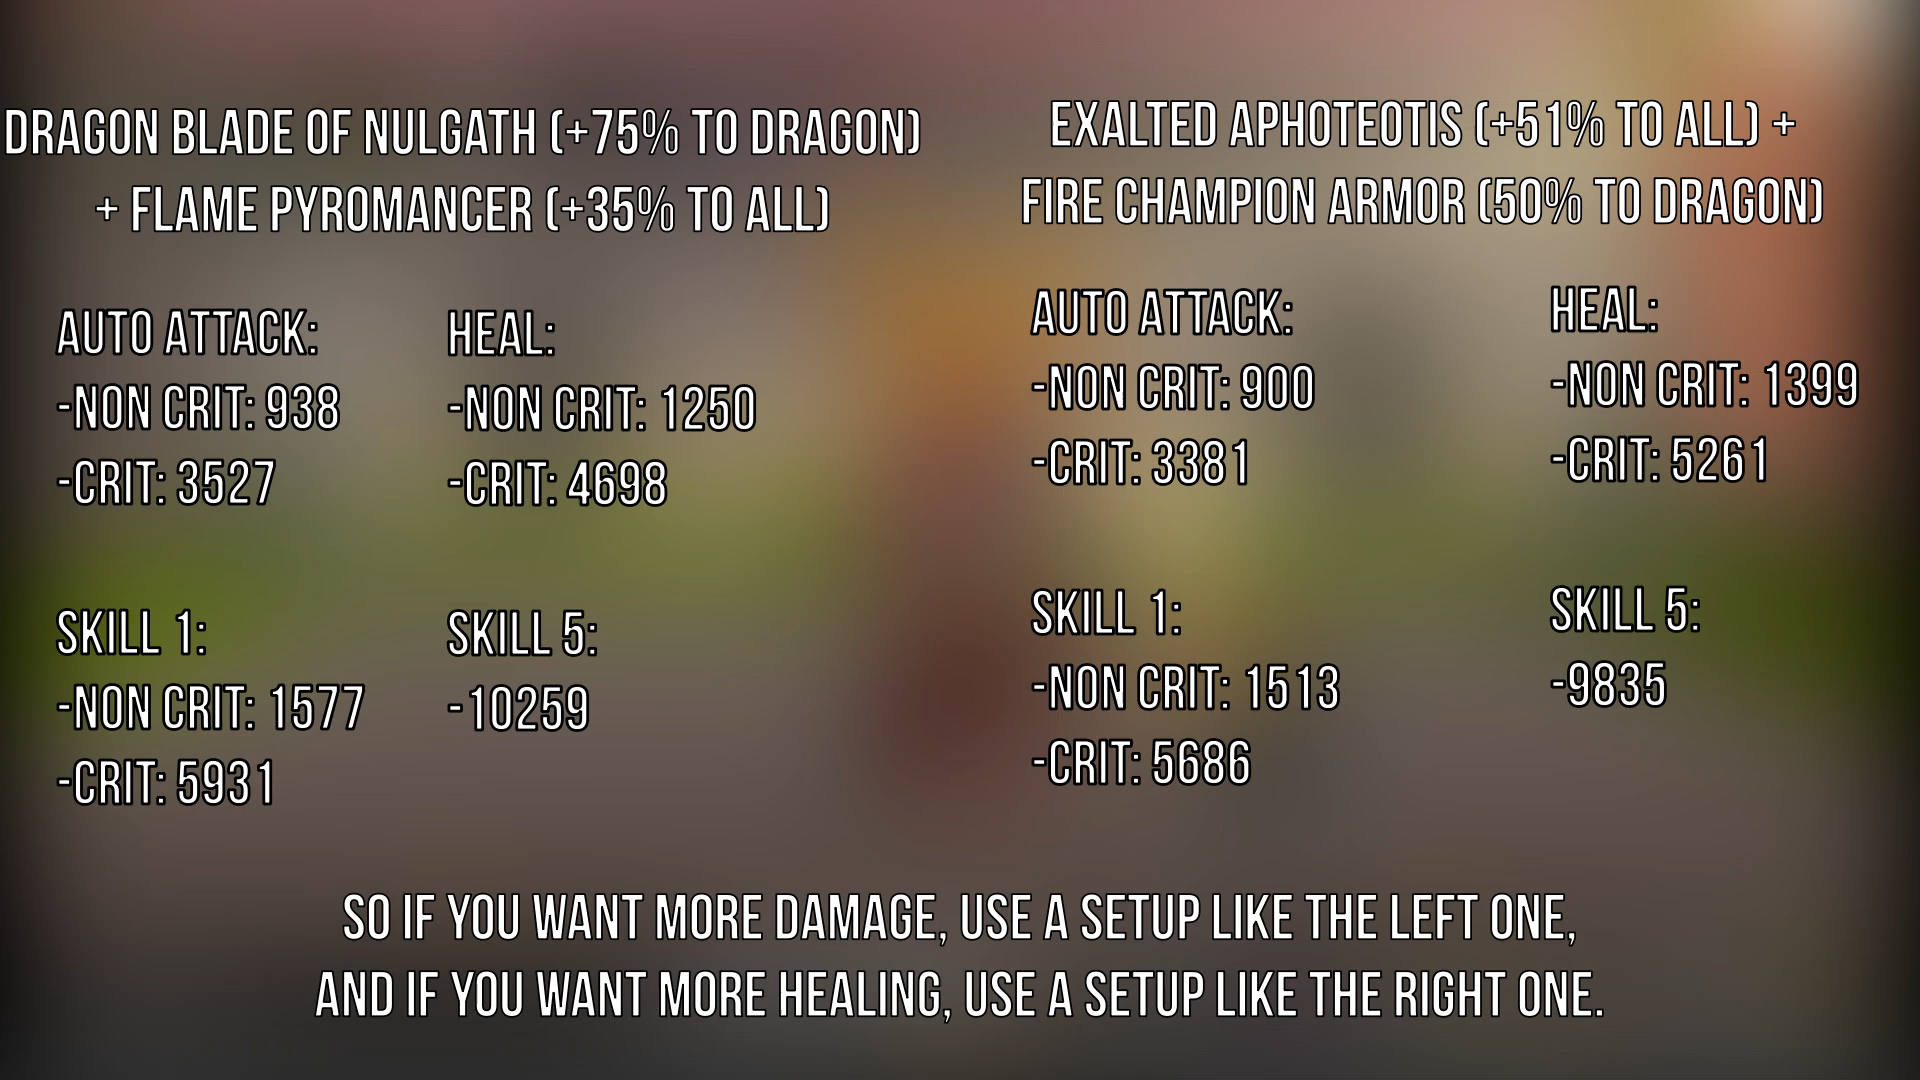 DRAGON BLADE OF NULGATH (+75% TO DRAGON)
+ FLAME PYROMANCER (+35% TO ALL)
AUTO ATTACK:
-NON CRIT: 938
-CRIT: 3527
HEAL:
-NON CRIT: 1250
-CRIT: 4698
SKILL 1:
-NON CRIT: 1577
-CRIT: 5931
SKILL 5:
-10259
EXALTED APHOTEOTIS (+51% TO ALL) +
FIRE CHAMPION ARMOR (50% TO DRAGON)
AUTO ATTACK:
-NON CRIT: 900
-CRIT: 3381
HEAL:
-NON CRIT: 1399
-CRIT: 5261
SKILL 1:
-NON CRIT: 1513
-CRIT: 5686
SKILL 5:
-9835
SO IF YOU WANT MORE DAMAGE, USE A SETUP LIKE THE LEFT ONE,
AND IF YOU WANT MORE HEALING, USE A SETUP LIKE THE RIGHT ONE.